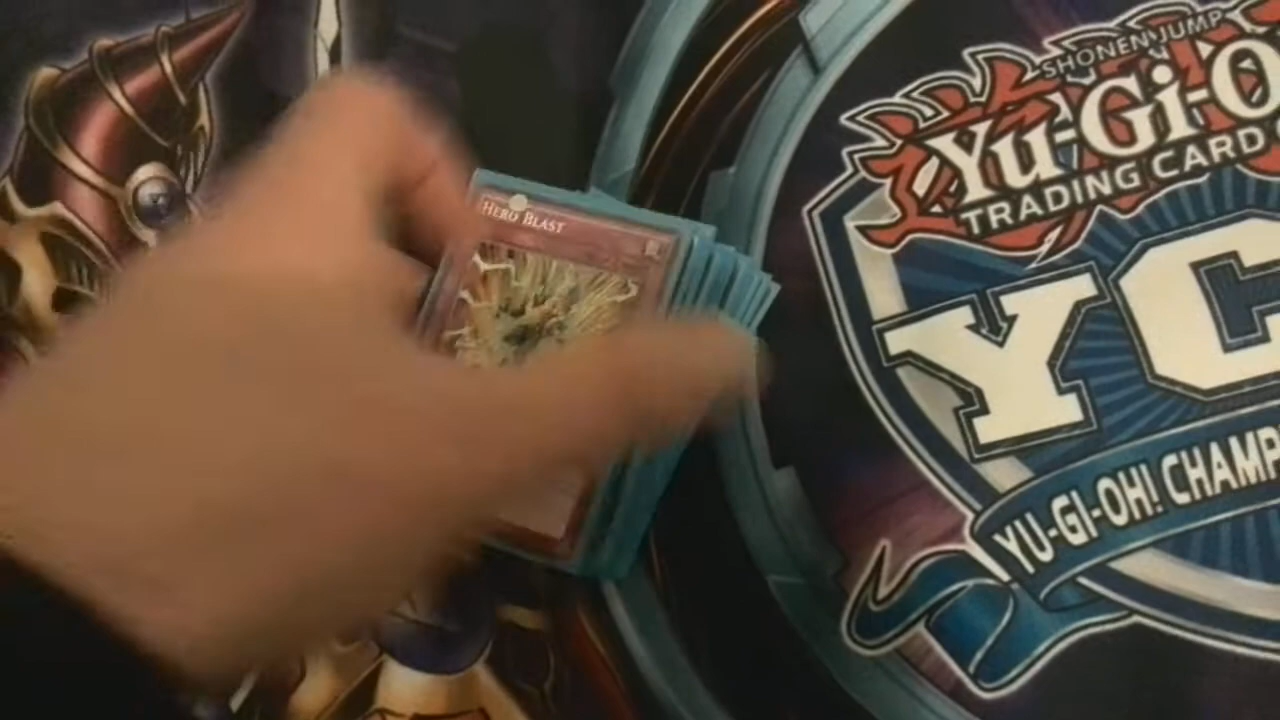 HERO BLAST
SHONEN JUMP
Yu-Gi-O
TRADING CARD
YC
YU-GI-OH! CHAMP